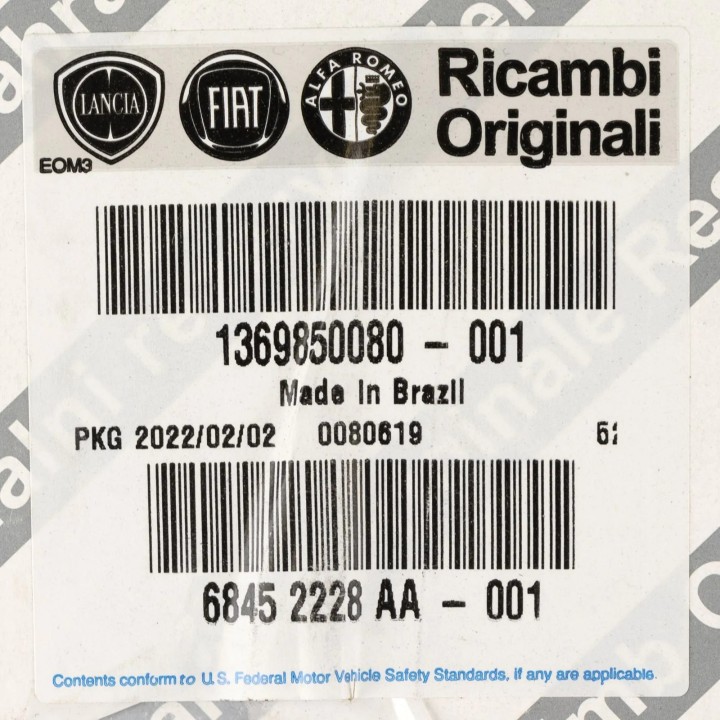 LANCIA FIAT ALFA ROMEO Ricambi
Originali
EOM3
1369850080 - 001
Made In Brazil
PKG 2022/02/02 0080619
6845 2228 AA - 001
Contents conform to U.S. Federal Motor Vehicle Safety Standards, if any are applicable.